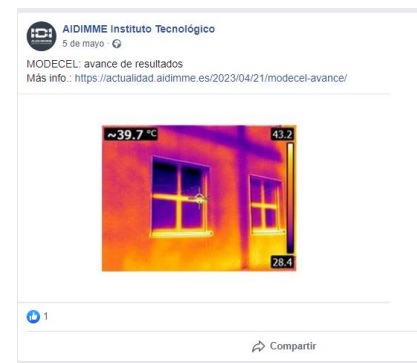 AIDIMME Instituto Tecnológico
5 de mayo ·
MODECEL: avance de resultados
Más info.: https://actualidad.aidimme.es/2023/04/21/modecel-avance/
~39.7 °C
43.2
28.4
1
Compartir